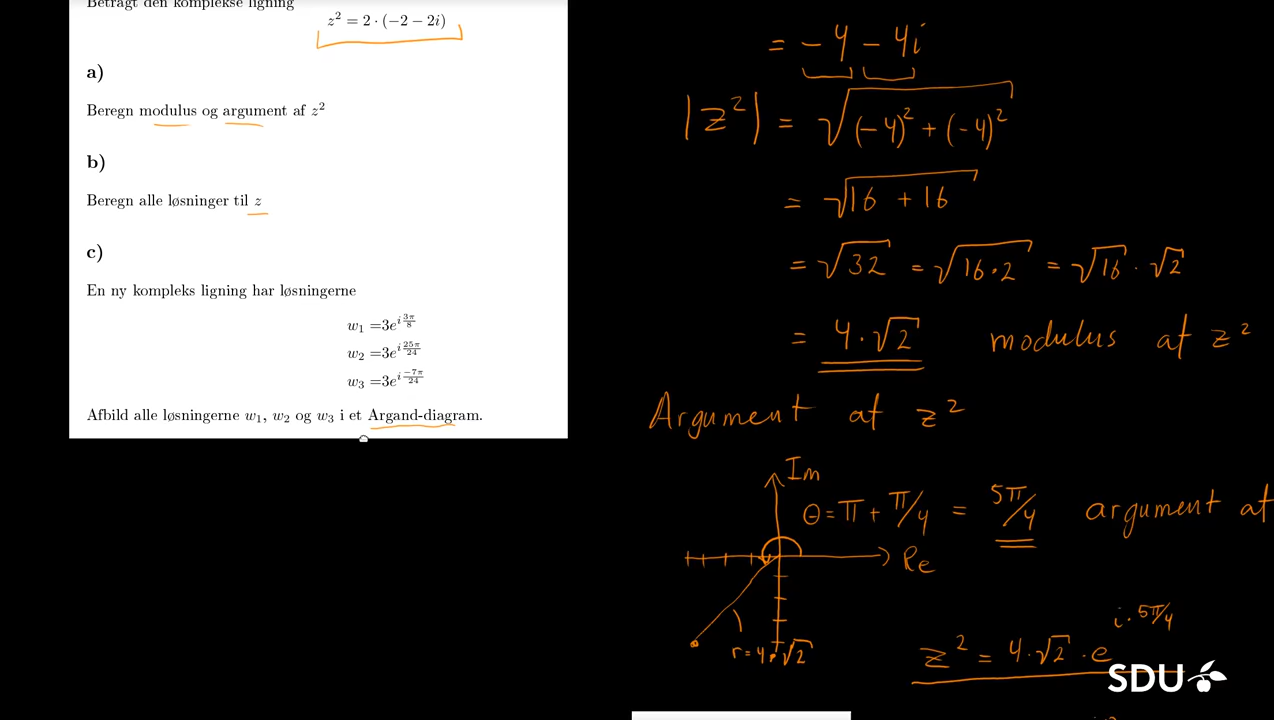 Betragt den komplekse ligning
z² = 2 · (−2 − 2i)
a)
Beregn modulus og argument af z²
b)
Beregn alle løsninger til z
c)
En ny kompleks ligning har løsningerne
w₁ =3e^{i 3π/8}
w₂ =3e^{i 25π/24}
w₃ =3e^{i −7π/24}
Afbild alle løsningerne w₁, w₂ og w₃ i et Argand-diagram.
= −4 − 4i
|z²| = √((−4)² + (−4)²)
= √(16 + 16)
= √32 = √(16·2) = √16 · √2
= 4·√2 modulus af z²
Argument af z²
Im
θ = π + π/4 = 5π/4 argument af
Re
r = 4·√2
z² = 4·√2 · e^{i·5π/4}
SDU